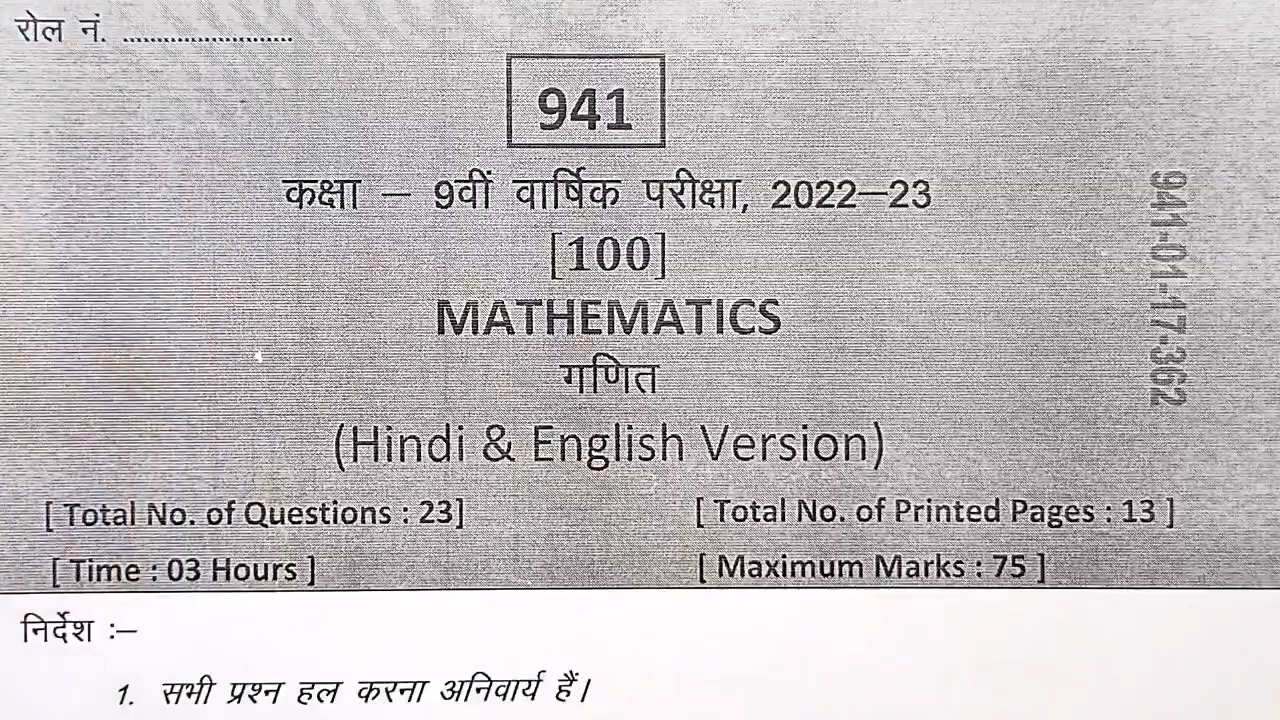 रोल नं. ............................
941
कक्षा – 9वीं वार्षिक परीक्षा, 2022–23
[100]
MATHEMATICS
गणित
(Hindi & English Version)
[ Total No. of Questions : 23]
[ Total No. of Printed Pages : 13 ]
[ Time : 03 Hours ]
[ Maximum Marks : 75 ]
941-01-17-362
निर्देश :–
1. सभी प्रश्न हल करना अनिवार्य हैं।